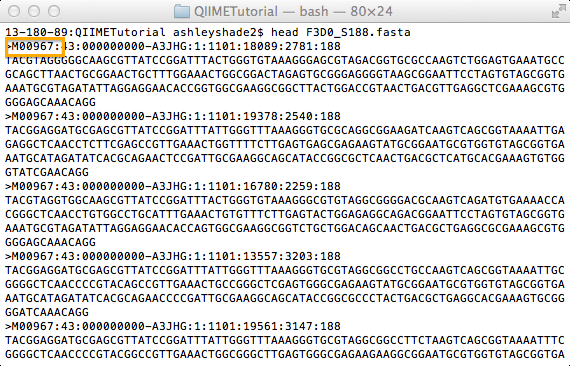 QIIMETutorial — bash — 80×24
13-180-89:QIIMETutorial ashleyshade2$ head F3D0_S188.fasta
>M00967:43:000000000-A3JHG:1:1101:18089:2781:188
TACGTAGGGGGCAAGCGTTATCCGGATTTACTGGGTGTAAAGGGAGCGTAGACGGTGCGCCAAGTCTGGAGTGAAATGCC
GCAGCTTAACTGCGGAACTGCTTTGGAAACTGGCGGACTAGAGTGCGGGAGGGGTAAGCGGAATTCCTAGTGTAGCGGTG
AAATGCGTAGATATTAGGAGGAACACCGGTGGCGAAGGCGGCTTACTGGACCGTAACTGACGTTGAGGCTCGAAAGCGTG
GGGAGCAAACAGG
>M00967:43:000000000-A3JHG:1:1101:19378:2540:188
TACGGAGGATGCGAGCGTTATCCGGATTTATTGGGTTTAAAGGGTGCGCAGGCGGAAGATCAAGTCAGCGGTAAAATTGA
GAGGCTCAACCTCTTCGAGCCGTTGAAACTGGTTTTCTTGAGTGAGCGAGAAGTATGCGGAATGCGTGGTGTAGCGGTGA
AATGCATAGATATCACGCAGAACTCCGATTGCGAAGGCAGCATACCGGCGCTCAACTGACGCTCATGCACGAAAGTGTGG
GTATCGAACAGG
>M00967:43:000000000-A3JHG:1:1101:16780:2259:188
TACGTAGGTGGCAAGCGTTATCCGGATTTACTGGGTGTAAAGGGCGTGTAGGCGGGGACGCAAGTCAGATGTGAAAACCA
CGGGCTCAACCTGTGGCCTGCATTTGAAACTGTGTTTCTTGAGTACTGGAGAGGCAGACGGAATTCCTAGTGTAGCGGTG
AAATGCGTAGATATTAGGAGGAACACCAGTGGCGAAGGCGGTCTGCTGGACAGCAACTGACGCTGAGGCGCGAAAGCGTG
GGGAGCAAACAGG
>M00967:43:000000000-A3JHG:1:1101:13557:3203:188
TACGGAGGATGCGAGCGTTATCCGGATTTATTGGGTTTAAAGGGTGCGTAGGCGGCCTGCCAAGTCAGCGGTAAAATTGC
GGGGCTCAACCCCGTACAGCCGTTGAAACTGCCGGGCTCGAGTGGGCGAGAAGTATGCGGAATGCGTGGTGTAGCGGTGA
AATGCATAGATATCACGCAGAACCCCGATTGCGAAGGCAGCATACCGGCGCCCTACTGACGCTGAGGCACGAAAGTGCGG
GGATCAAACAGG
>M00967:43:000000000-A3JHG:1:1101:19561:3147:188
TACGGAGGATGCGAGCGTTATCCGGATTTATTGGGTTTAAAGGGTGCGTAGGCGGCCTTCTAAGTCAGCGGTAAAATTTC
GGGGCTCAACCCCGTACGGCCGTTGAAACTGGCGGGCTTGAGTGGGCGAGAAGAAGGCGGAATGCGTGGTGTAGCGGTGA